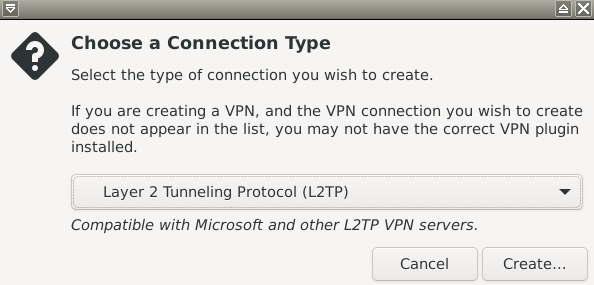 Choose a Connection Type
Select the type of connection you wish to create.
If you are creating a VPN, and the VPN connection you wish to create
does not appear in the list, you may not have the correct VPN plugin
installed.
Layer 2 Tunneling Protocol (L2TP)
Compatible with Microsoft and other L2TP VPN servers.
Cancel
Create...